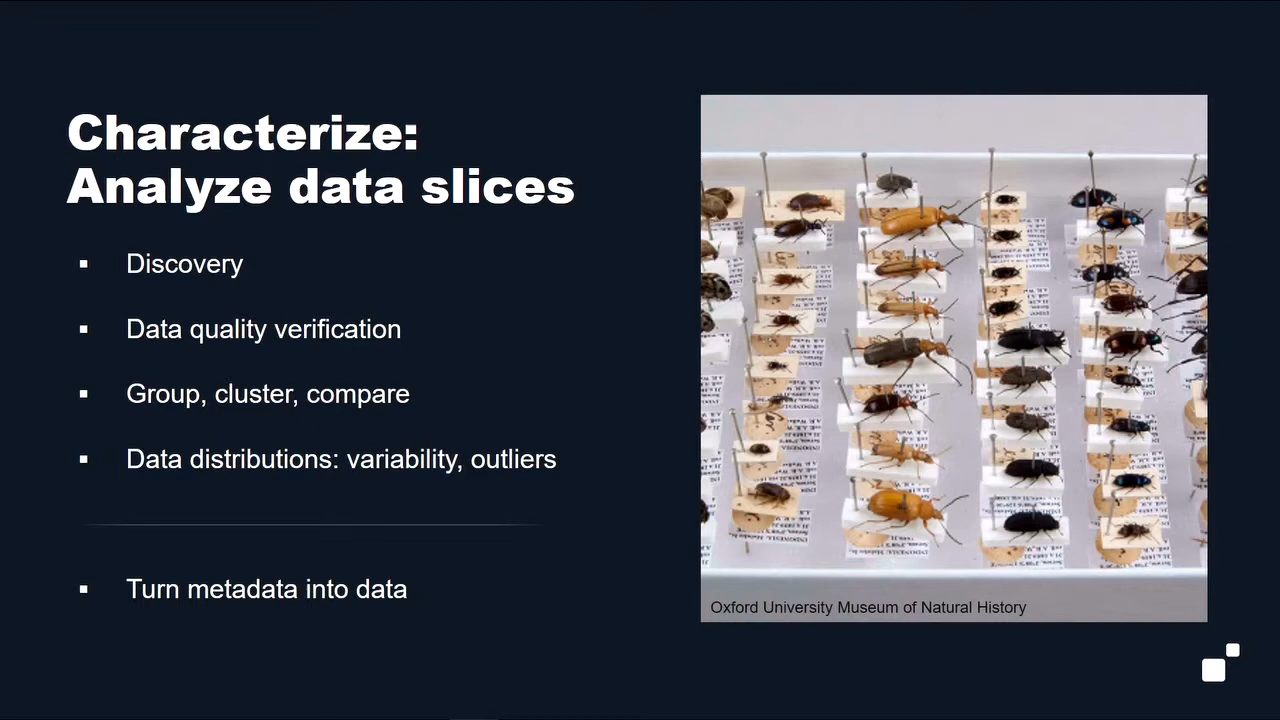 Characterize:
Analyze data slices
▪ Discovery
▪ Data quality verification
▪ Group, cluster, compare
▪ Data distributions: variability, outliers
▪ Turn metadata into data
Oxford University Museum of Natural History